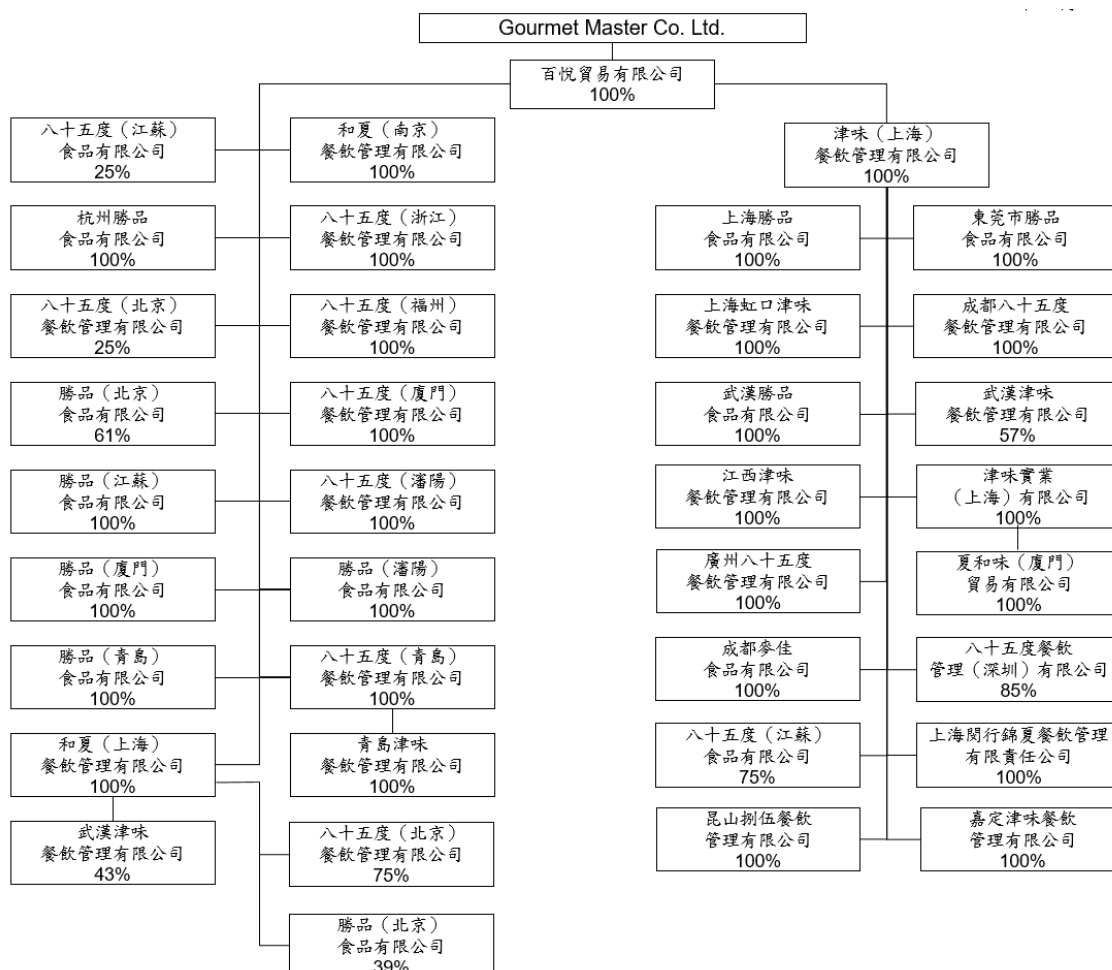 Gourmet Master Co. Ltd.
百悅貿易有限公司
100%
八十五度（江蘇）
食品有限公司
25%
和夏（南京）
餐飲管理有限公司
100%
杭州勝品
食品有限公司
100%
八十五度（浙江）
餐飲管理有限公司
100%
八十五度（北京）
餐飲管理有限公司
25%
八十五度（福州）
餐飲管理有限公司
100%
勝品（北京）
食品有限公司
61%
八十五度（廈門）
餐飲管理有限公司
100%
勝品（江蘇）
食品有限公司
100%
八十五度（瀋陽）
餐飲管理有限公司
100%
勝品（廈門）
食品有限公司
100%
勝品（瀋陽）
食品有限公司
100%
勝品（青島）
食品有限公司
100%
八十五度（青島）
餐飲管理有限公司
100%
和夏（上海）
餐飲管理有限公司
100%
青島津味
餐飲管理有限公司
100%
武漢津味
餐飲管理有限公司
43%
八十五度（北京）
餐飲管理有限公司
75%
勝品（北京）
食品有限公司
39%
津味（上海）
餐飲管理有限公司
100%
上海勝品
食品有限公司
100%
東莞市勝品
食品有限公司
100%
上海虹口津味
餐飲管理有限公司
100%
成都八十五度
餐飲管理有限公司
100%
武漢勝品
食品有限公司
100%
武漢津味
餐飲管理有限公司
57%
江西津味
餐飲管理有限公司
100%
津味實業
（上海）有限公司
100%
廣州八十五度
餐飲管理有限公司
100%
夏和味（廈門）
貿易有限公司
100%
成都麥佳
食品有限公司
100%
八十五度餐飲
管理（深圳）有限公司
85%
八十五度（江蘇）
食品有限公司
75%
上海閔行錦夏餐飲管理
有限責任公司
100%
昆山捌伍餐飲
管理有限公司
100%
嘉定津味餐飲
管理有限公司
100%